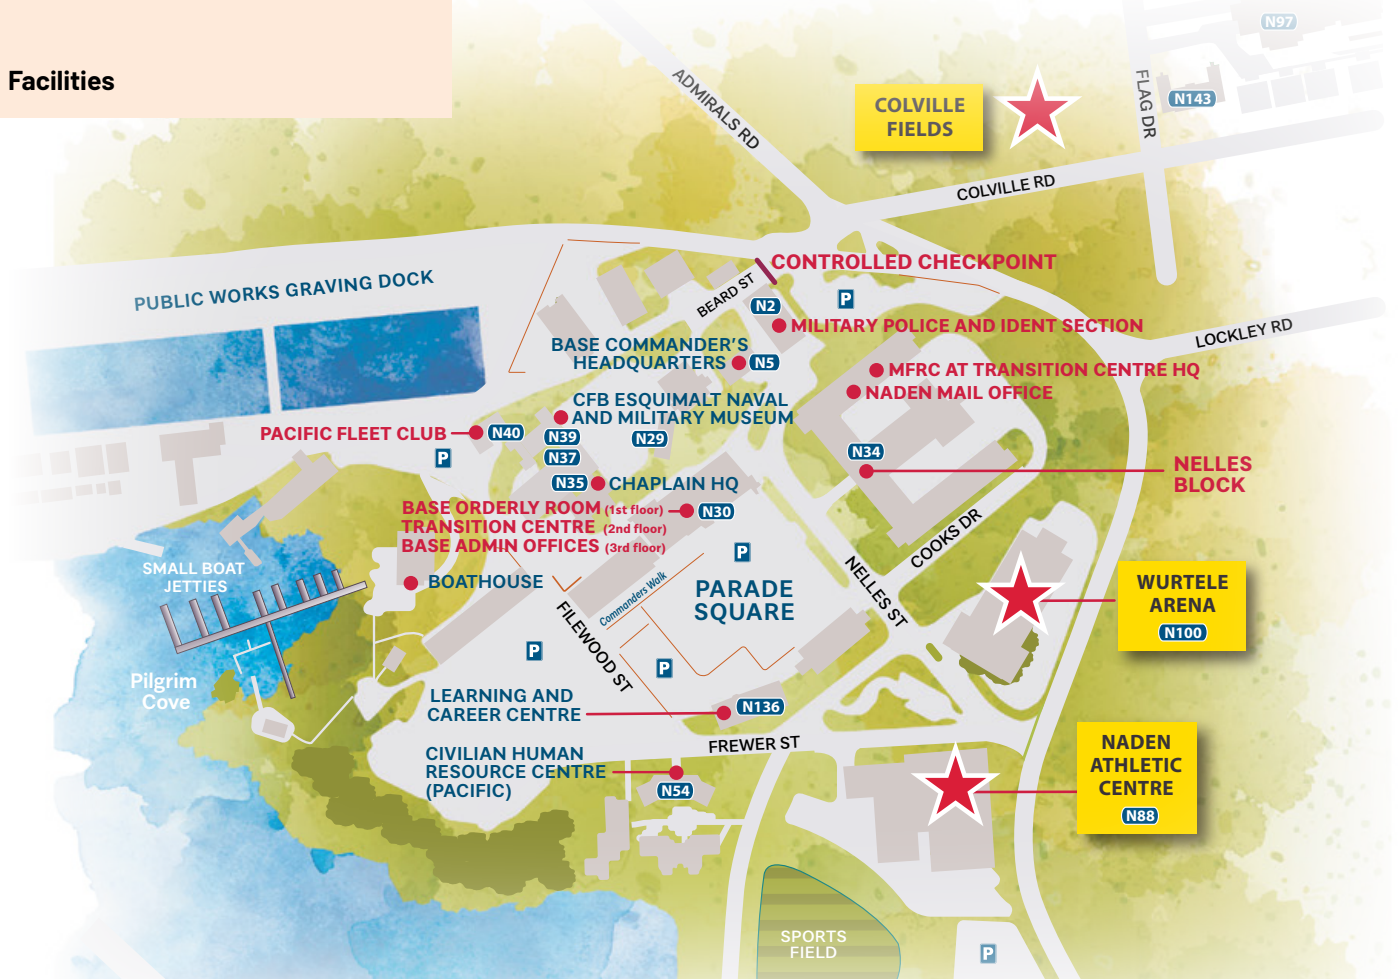 Facilities
N97
ADMIRALS RD
COLVILLE
FIELDS
FLAG DR
N143
COLVILLE RD
CONTROLLED CHECKPOINT
PUBLIC WORKS GRAVING DOCK
BEARD ST
N2
P
MILITARY POLICE AND IDENT SECTION
LOCKLEY RD
BASE COMMANDER'S
HEADQUARTERS
N5
MFRC AT TRANSITION CENTRE HQ
NADEN MAIL OFFICE
CFB ESQUIMALT NAVAL
AND MILITARY MUSEUM
PACIFIC FLEET CLUB
N40
N39
N29
P
N37
N34
NELLES
BLOCK
N35
CHAPLAIN HQ
BASE ORDERLY ROOM (1st floor)
TRANSITION CENTRE (2nd floor)
BASE ADMIN OFFICES (3rd floor)
N30
P
COOKS DR
SMALL BOAT
JETTIES
BOATHOUSE
Commanders Walk
PARADE
SQUARE
NELLES ST
WURTELE
ARENA
N100
FILEWOOD ST
P
P
Pilgrim
Cove
LEARNING AND
CAREER CENTRE
N136
FREWER ST
CIVILIAN HUMAN
RESOURCE CENTRE
(PACIFIC)
N54
NADEN
ATHLETIC
CENTRE
N88
SPORTS
FIELD
P